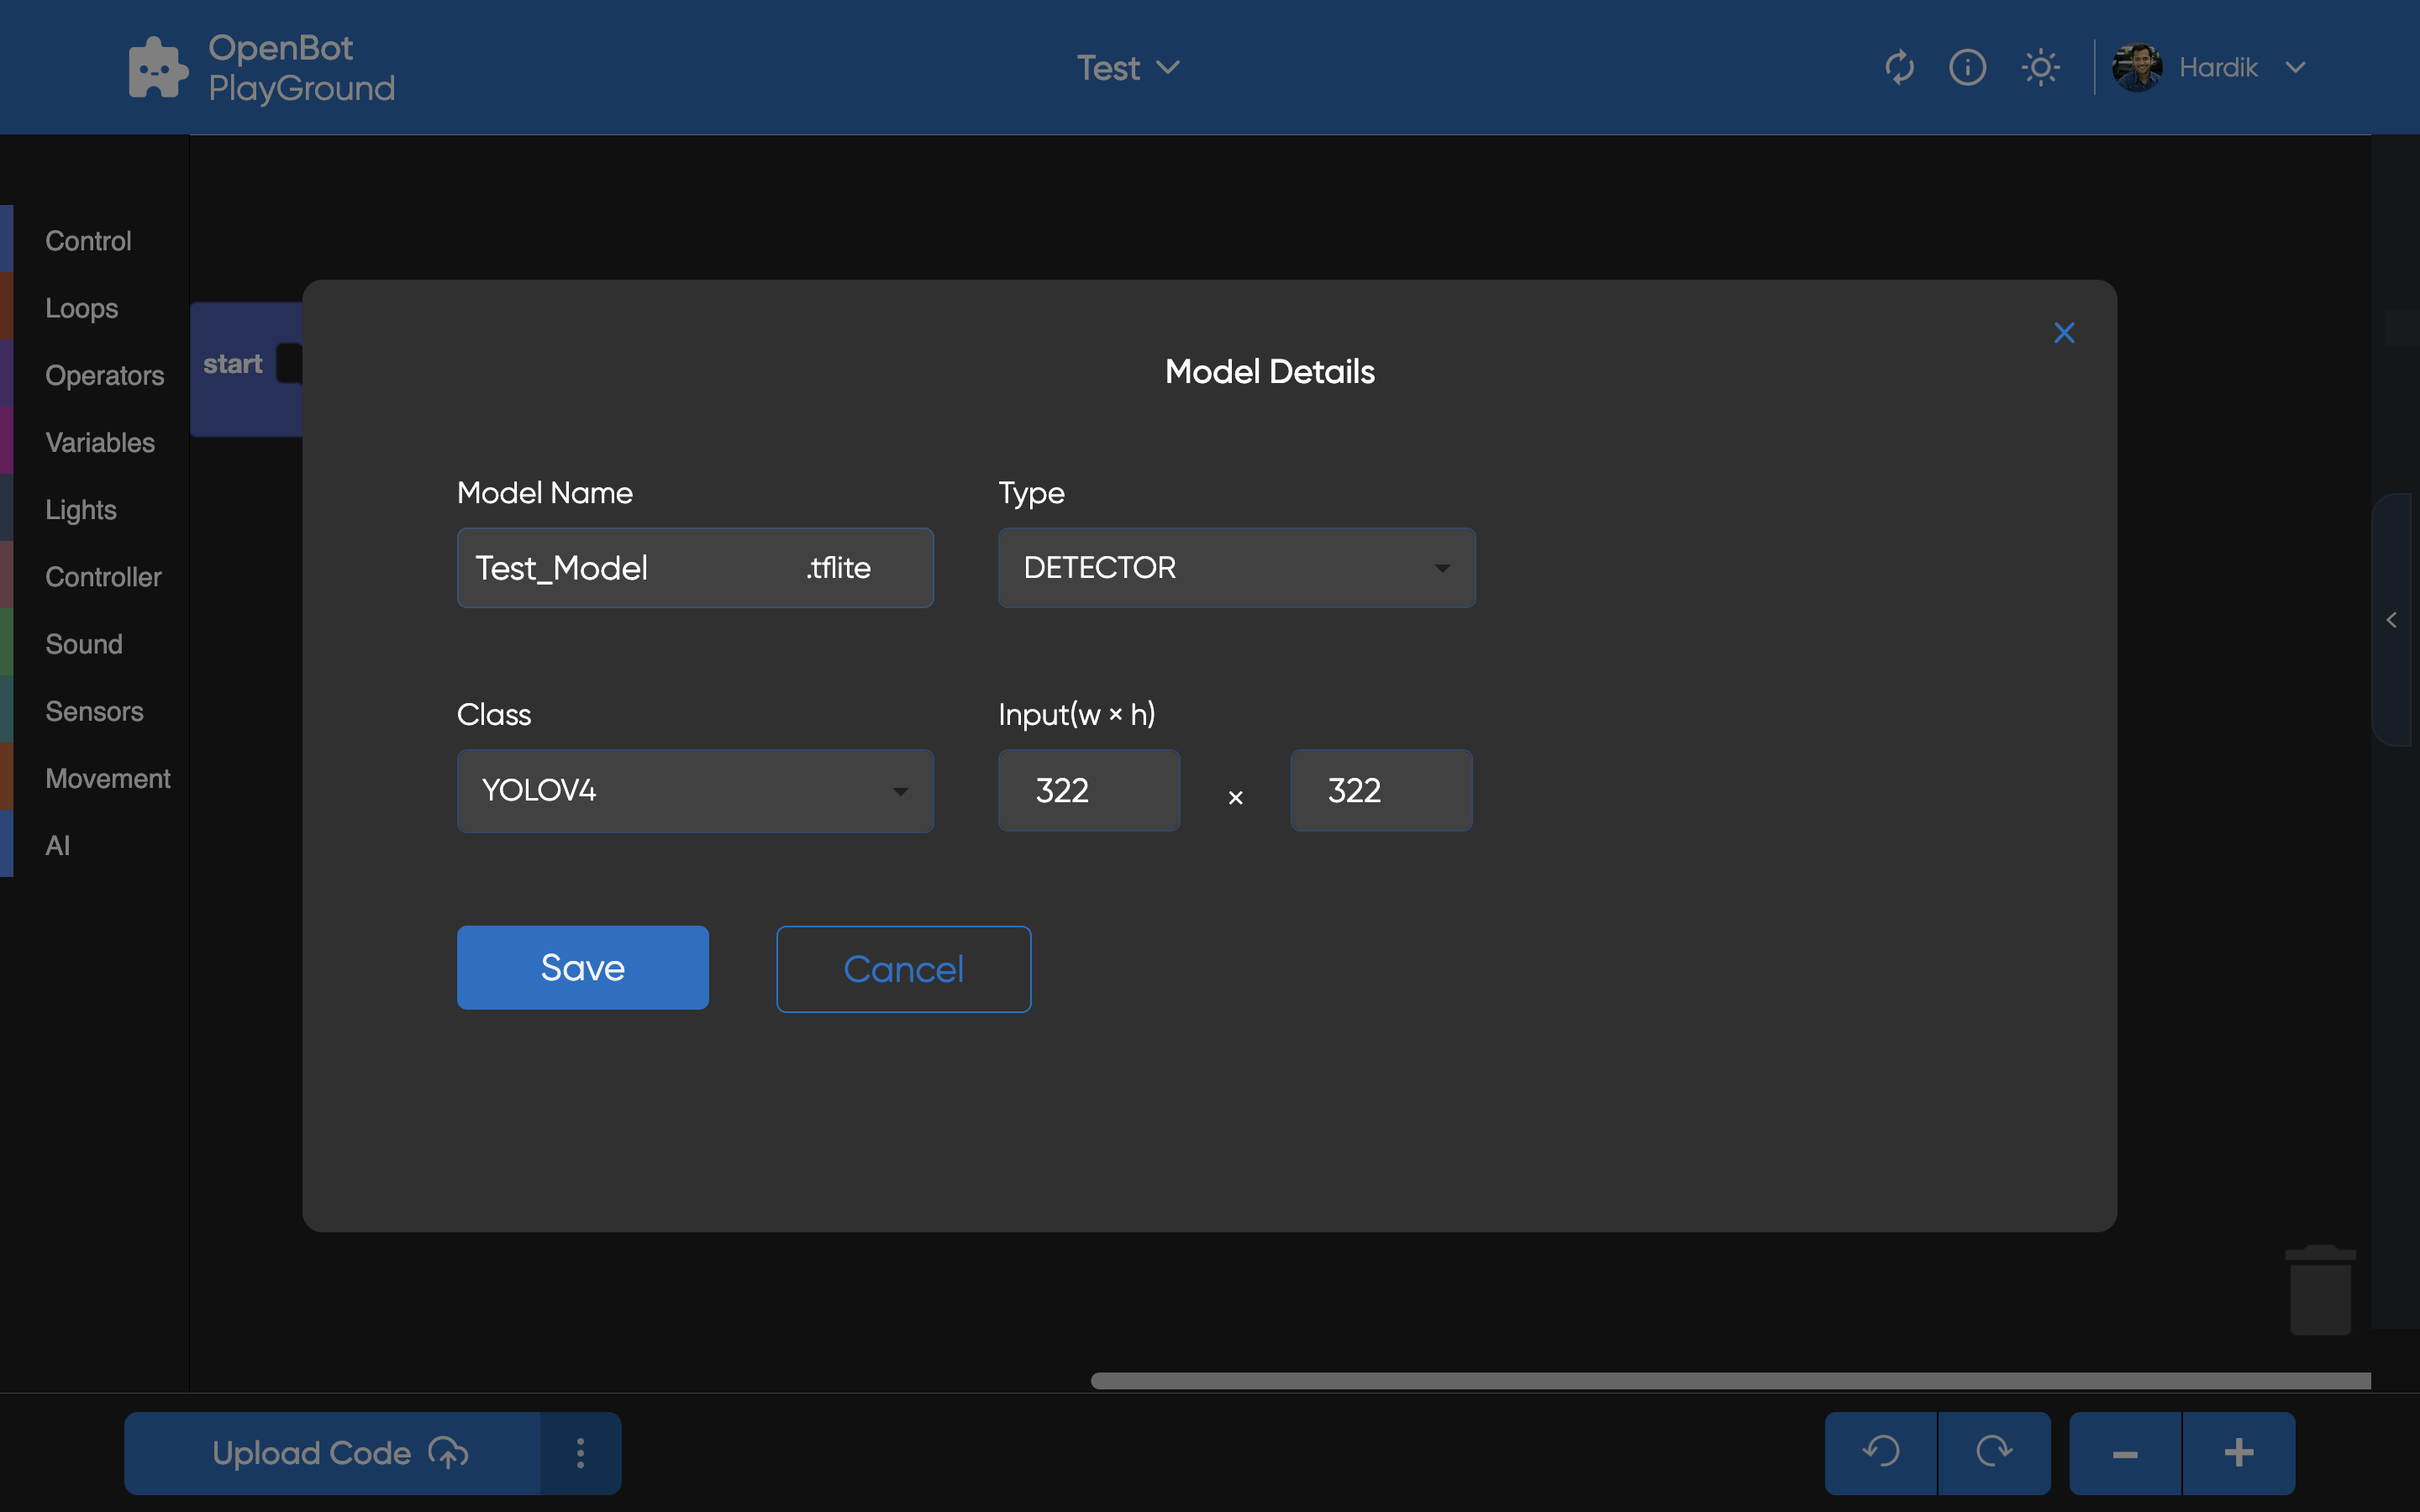 OpenBot
PlayGround
Test
Hardik
Control
Loops
Operators
Variables
Lights
Controller
Sound
Sensors
Movement
AI
start
Model Details
Model Name
Type
Test_Model .tflite
DETECTOR
Class
Input(w × h)
YOLOV4
322 × 322
Save
Cancel
Upload Code